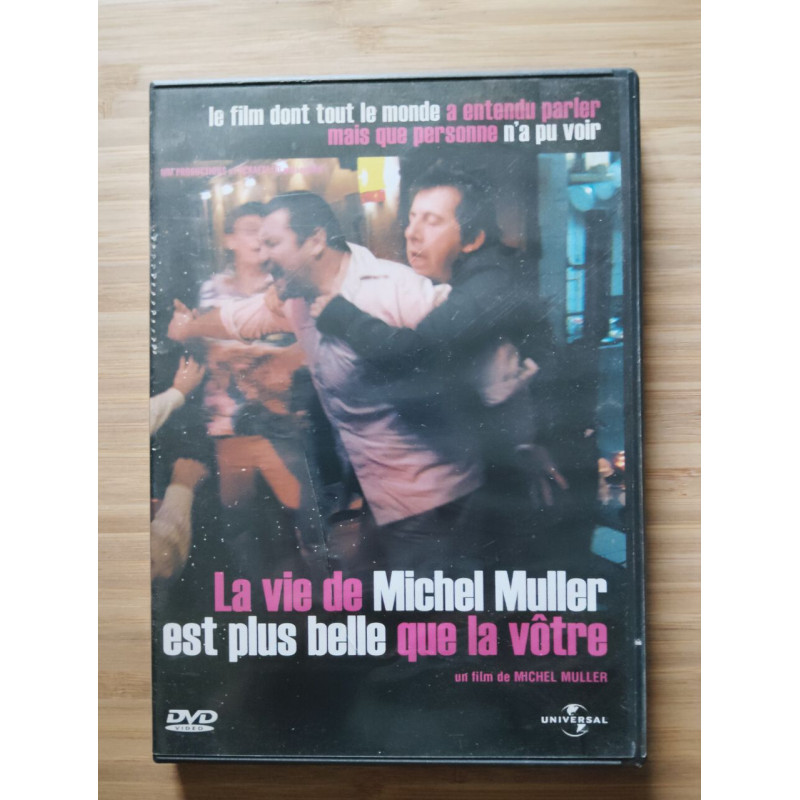 le film dont tout le monde a entendu parler
mais que personne n'a pu voir
La vie de Michel Muller
est plus belle que la vôtre
un film de MICHEL MULLER
DVD
VIDEO
UNIVERSAL